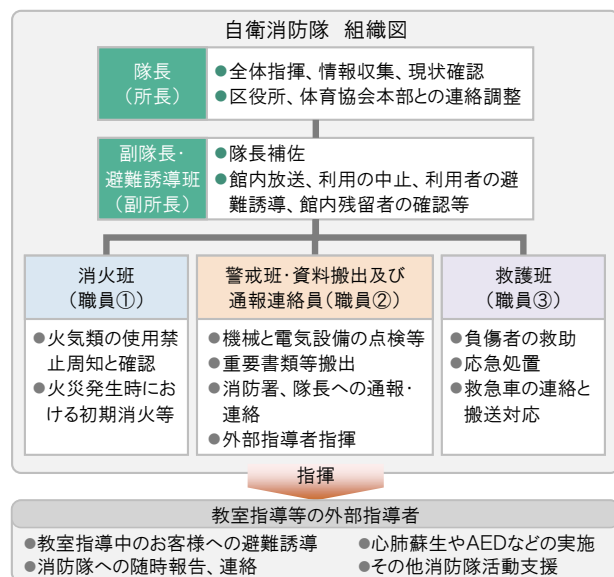 自衛消防隊 組織図
隊長
(所長)
●全体指揮、情報収集、現状確認
●区役所、体育協会本部との連絡調整
副隊長・
避難誘導班
(副所長)
●隊長補佐
●館内放送、利用の中止、利用者の避
難誘導、館内残留者の確認等
消火班
(職員①)
●火気類の使用禁
止周知と確認
●火災発生時にお
ける初期消火等
警戒班・資料搬出及び
通報連絡員(職員②)
●機械と電気設備の点検等
●重要書類等搬出
●消防署、隊長への通報・
連絡
●外部指導者指揮
救護班
(職員③)
●負傷者の救助
●応急処置
●救急車の連絡と
搬送対応
指揮
教室指導等の外部指導者
●教室指導中のお客様への避難誘導
●消防隊への随時報告、連絡
●心肺蘇生やAEDなどの実施
●その他消防隊活動支援